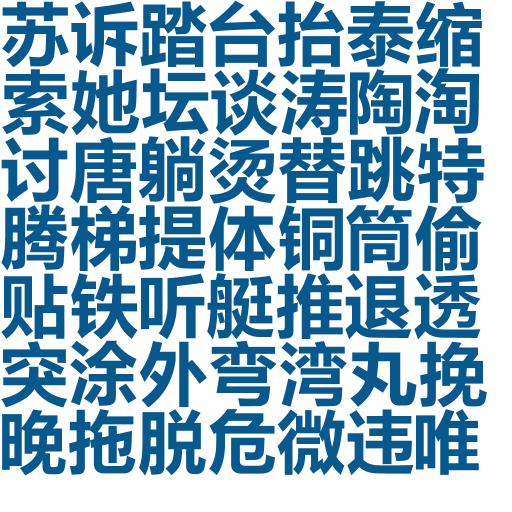 苏诉踏台抬泰缩
索她坛谈涛陶淘
讨唐躺烫替跳特
腾梯提体铜筒偷
贴铁听艇推退透
突涂外弯湾丸挽
晚拖脱危微违唯